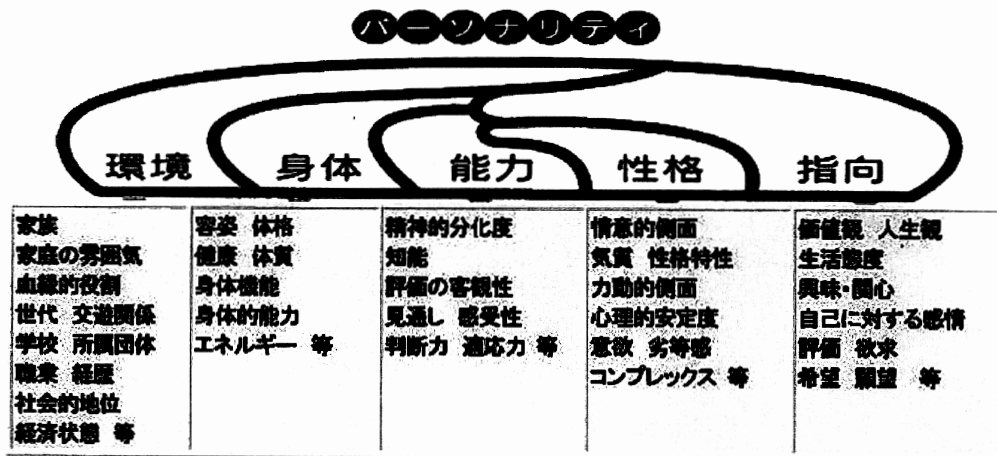 パーソナリティ
環境
身体
能力
性格
指向
家族
家庭の雰囲気
血縁的役割
世代 交遊関係
学校 所属団体
職業 経歴
社会的地位
経済状態 等
容姿 体格
健康 体質
身体機能
身体的能力
エネルギー 等
精神的分化度
知能
評価の客観性
見通し 感受性
判断力 適応力 等
情意的側面
気質 性格特性
力動的側面
心理的安定度
意欲 劣等感
コンプレックス 等
価値観 人生観
生活態度
興味・関心
自己に対する感情
評価 欲求
希望 願望 等